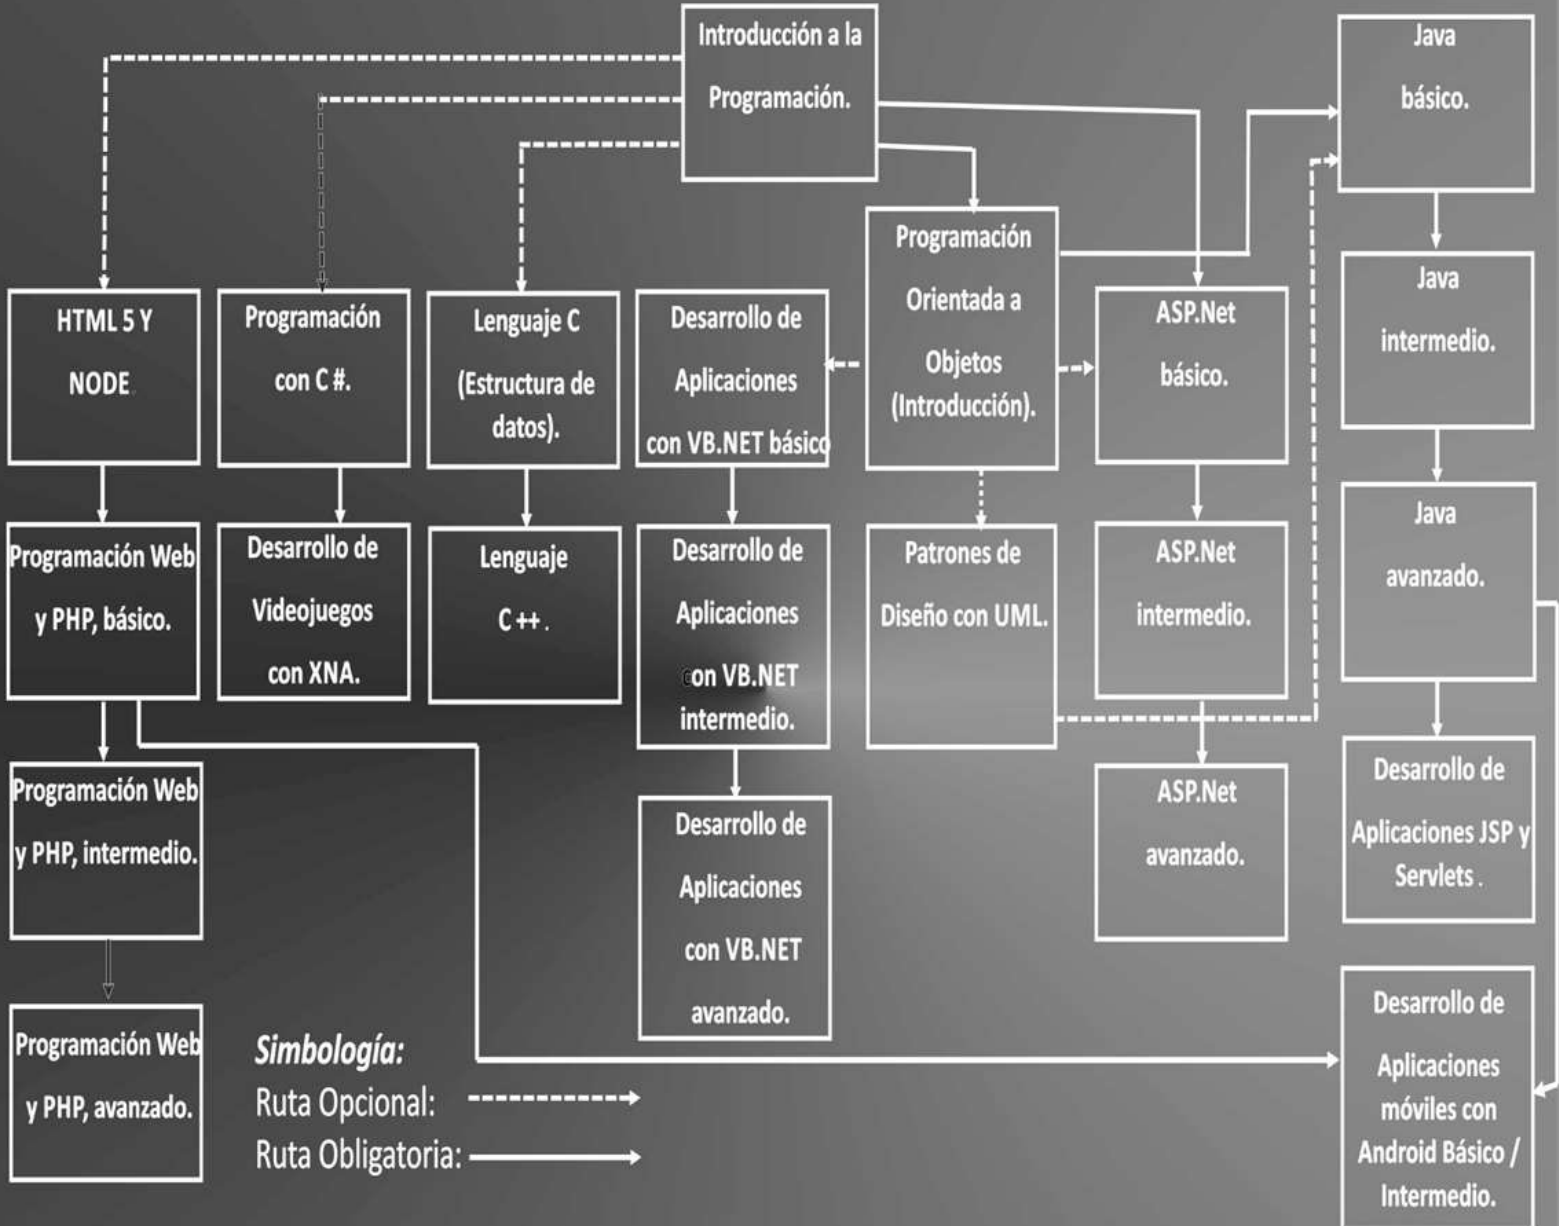 Introducción a la
Programación.
Java
básico.
Programación
Orientada a
Objetos
(Introducción).
Java
intermedio.
HTML 5 Y
NODE
Programación
con C #.
Lenguaje C
(Estructura de
datos).
Desarrollo de
Aplicaciones
con VB.NET básico
ASP.Net
básico.
Java
avanzado.
Programación Web
y PHP, básico.
Desarrollo de
Videojuegos
con XNA.
Lenguaje
C ++ .
Desarrollo de
Aplicaciones
con VB.NET
intermedio.
Patrones de
Diseño con UML.
ASP.Net
intermedio.
Desarrollo de
Aplicaciones JSP y
Servlets .
Programación Web
y PHP, intermedio.
Desarrollo de
Aplicaciones
con VB.NET
avanzado.
ASP.Net
avanzado.
Desarrollo de
Aplicaciones
móviles con
Android Básico /
Intermedio.
Programación Web
y PHP, avanzado.
Simbología:
Ruta Opcional:
Ruta Obligatoria: